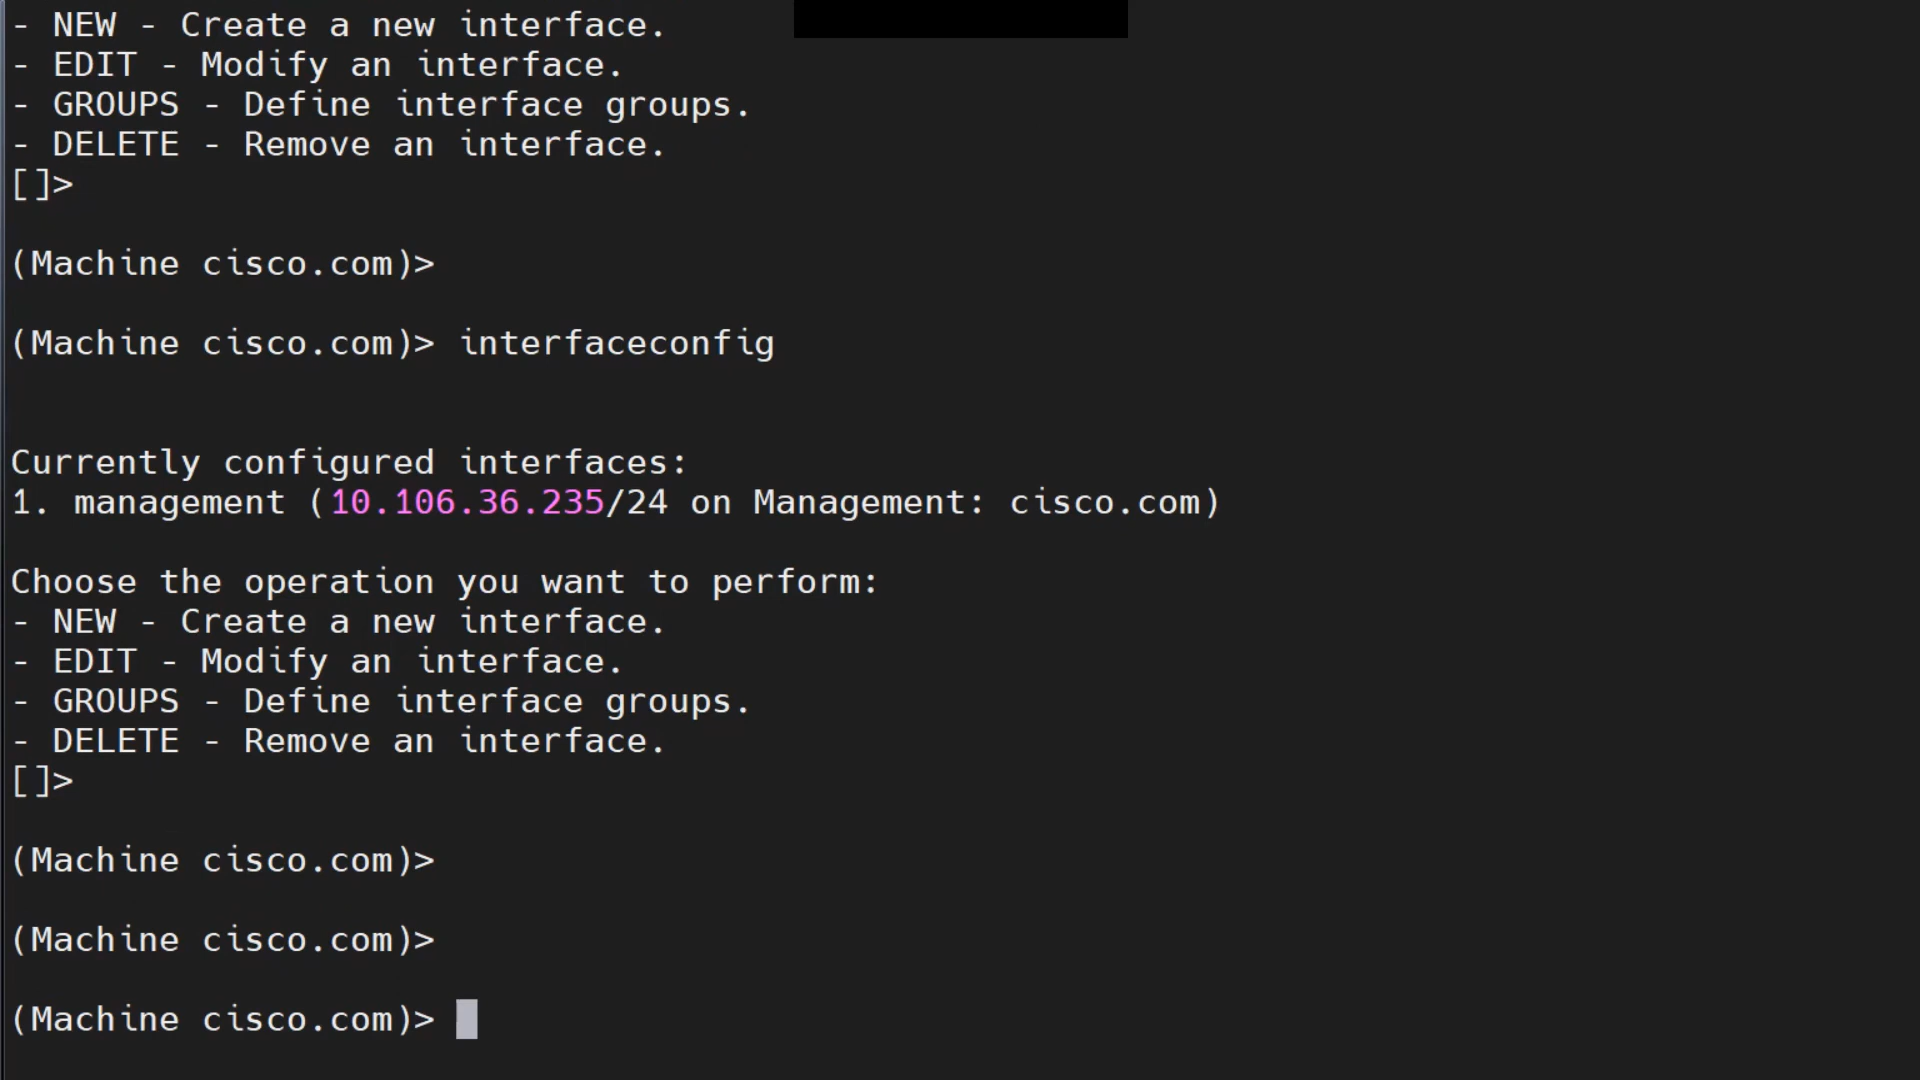 - NEW - Create a new interface.
- EDIT - Modify an interface.
- GROUPS - Define interface groups.
- DELETE - Remove an interface.
[]>
(Machine cisco.com)>
(Machine cisco.com)> interfaceconfig
Currently configured interfaces:
1. management (10.106.36.235/24 on Management: cisco.com)
Choose the operation you want to perform:
- NEW - Create a new interface.
- EDIT - Modify an interface.
- GROUPS - Define interface groups.
- DELETE - Remove an interface.
[]>
(Machine cisco.com)>
(Machine cisco.com)>
(Machine cisco.com)>